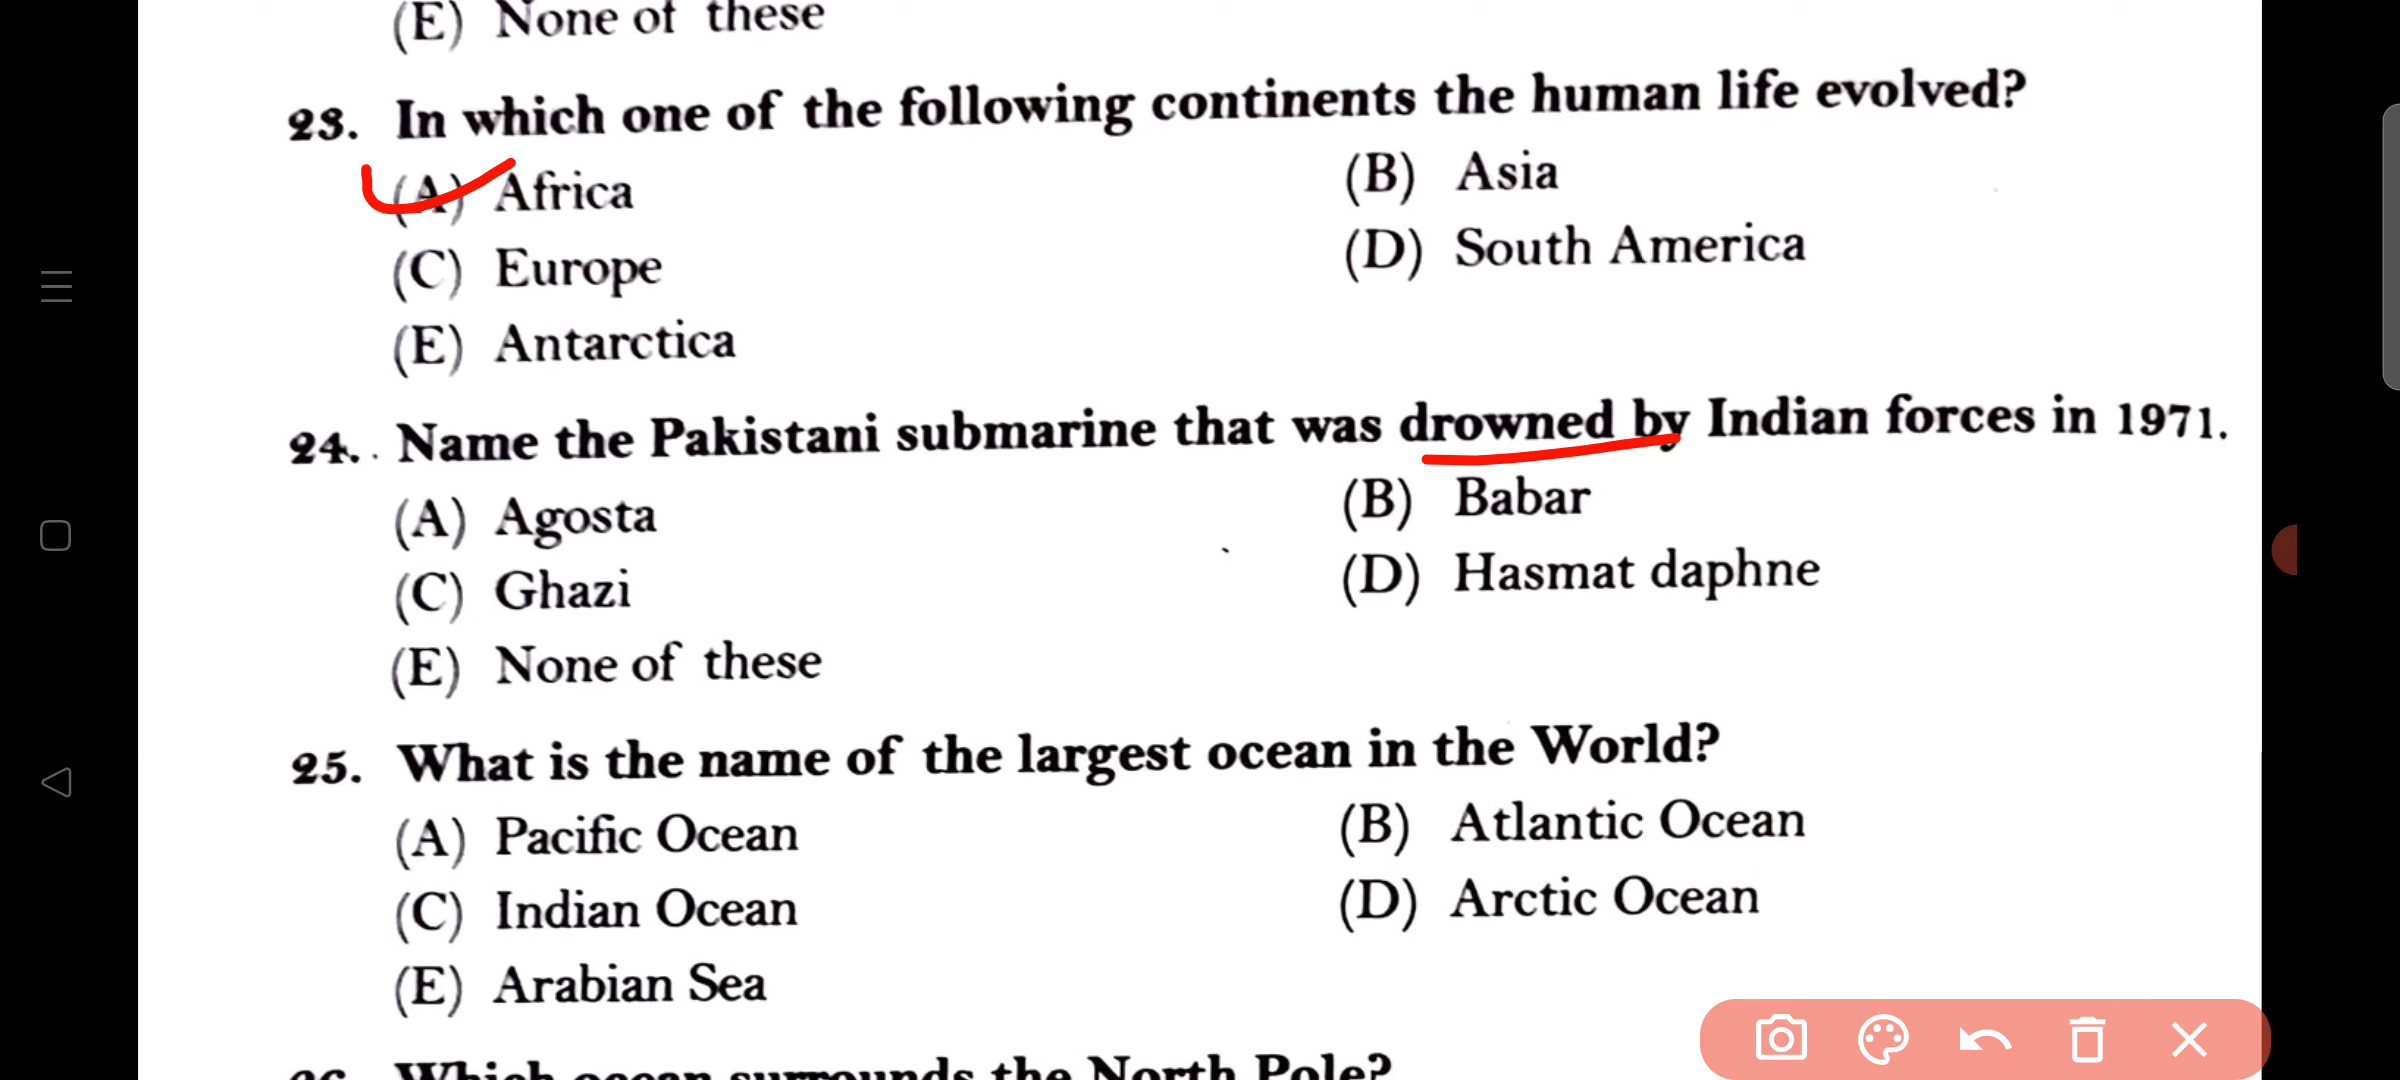 (E) None of these
23. In which one of the following continents the human life evolved?
(A) Africa (B) Asia
(C) Europe (D) South America
(E) Antarctica
24. Name the Pakistani submarine that was drowned by Indian forces in 1971.
(A) Agosta (B) Babar
(C) Ghazi (D) Hasmat daphne
(E) None of these
25. What is the name of the largest ocean in the World?
(A) Pacific Ocean (B) Atlantic Ocean
(C) Indian Ocean (D) Arctic Ocean
(E) Arabian Sea
26. Which ocean surrounds the North Pole?